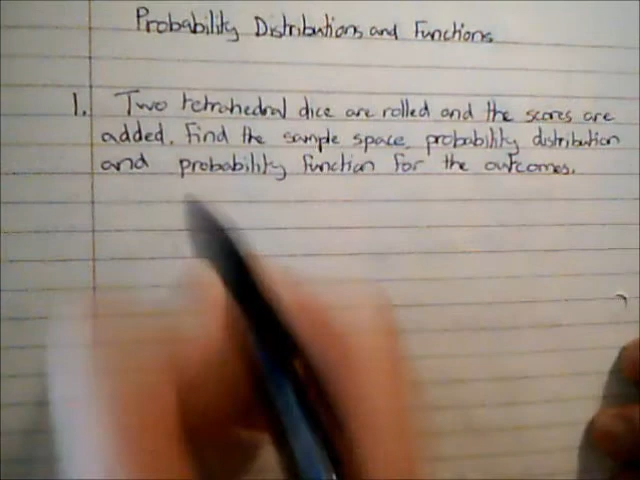 Probability Distributions and Functions
1. Two tetrahedral dice are rolled and the scores are
added. Find the sample space, probability distribution
and probability function for the outcomes.